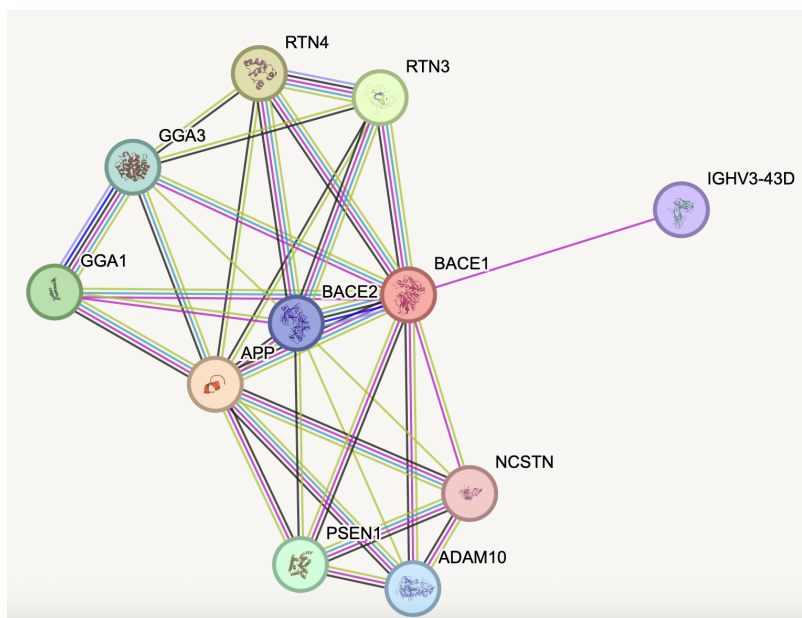 RTN4
RTN3
GGA3
IGHV3-43D
GGA1
BACE1
BACE2
APP
NCSTN
PSEN1
ADAM10